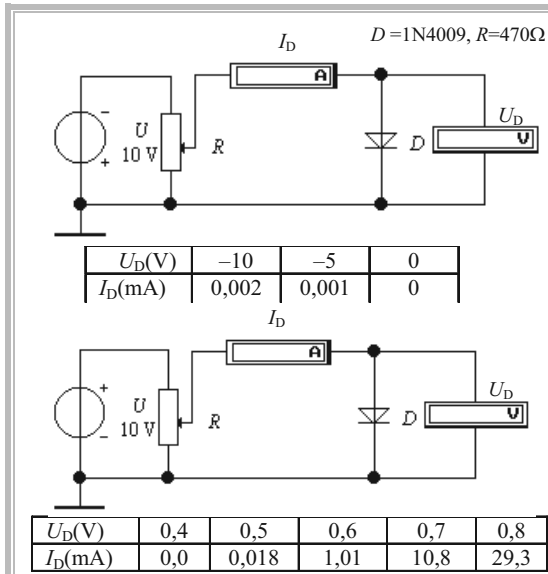 D =1N4009, R=470Ω
I_D
A
U_D
V
U
10 V
R
D
-
+
U_D(V) –10 –5 0
I_D(mA) 0,002 0,001 0
I_D
A
U_D
V
U
10 V
R
D
+
-
U_D(V) 0,4 0,5 0,6 0,7 0,8
I_D(mA) 0,0 0,018 1,01 10,8 29,3